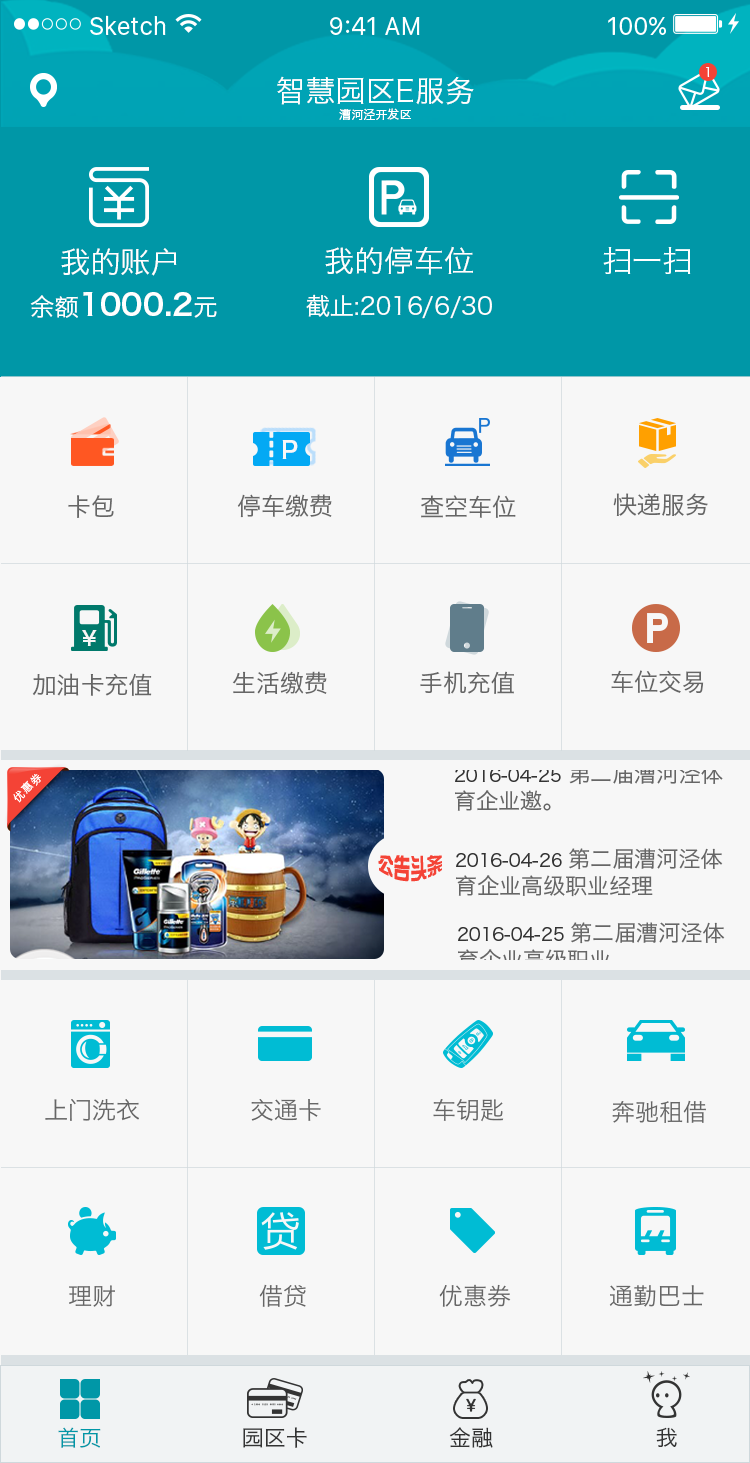 Sketch 9:41 AM 100%
智慧园区E服务
1
漕河泾开发区
我的账户 我的停车位 扫一扫
余额1000.2元 截止:2016/6/30
卡包 停车缴费 查空车位 快递服务
加油卡充值 生活缴费 手机充值 车位交易
优惠券
2016-04-25 第二届漕河泾体
育企业邀。
公告头条
2016-04-26 第二届漕河泾体
育企业高级职业经理
2016-04-25 第二届漕河泾体
育企业高级职业
Gillette
Gillette
上门洗衣 交通卡 车钥匙 奔驰租借
贷
理财 借贷 优惠券 通勤巴士
首页 园区卡 金融 我